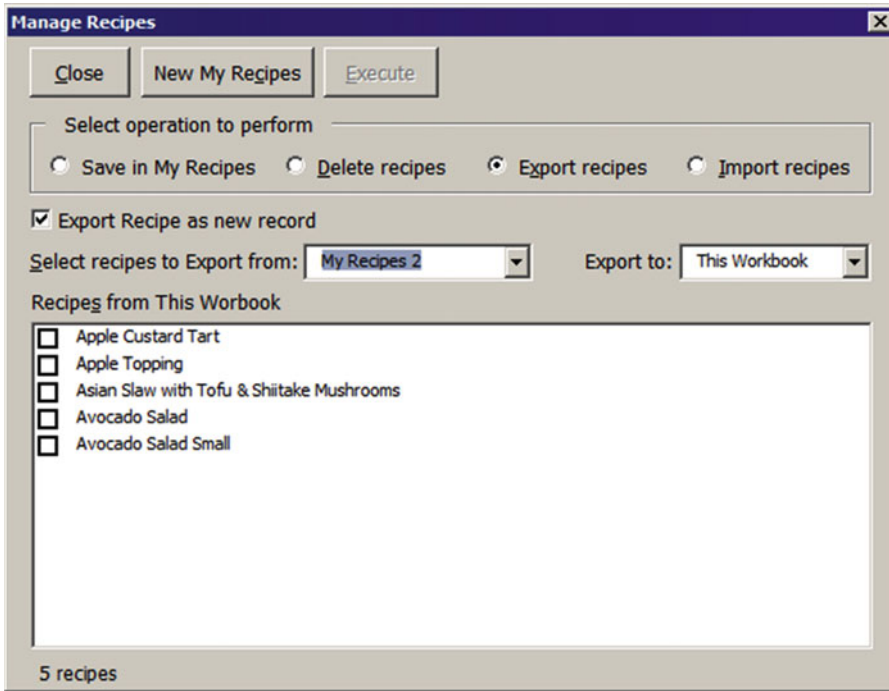 Manage Recipes
Close New My Recipes Execute
Select operation to perform
Save in My Recipes Delete recipes Export recipes Import recipes
Export Recipe as new record
Select recipes to Export from: My Recipes 2 Export to: This Workbook
Recipes from This Worbook
Apple Custard Tart
Apple Topping
Asian Slaw with Tofu & Shiitake Mushrooms
Avocado Salad
Avocado Salad Small
5 recipes